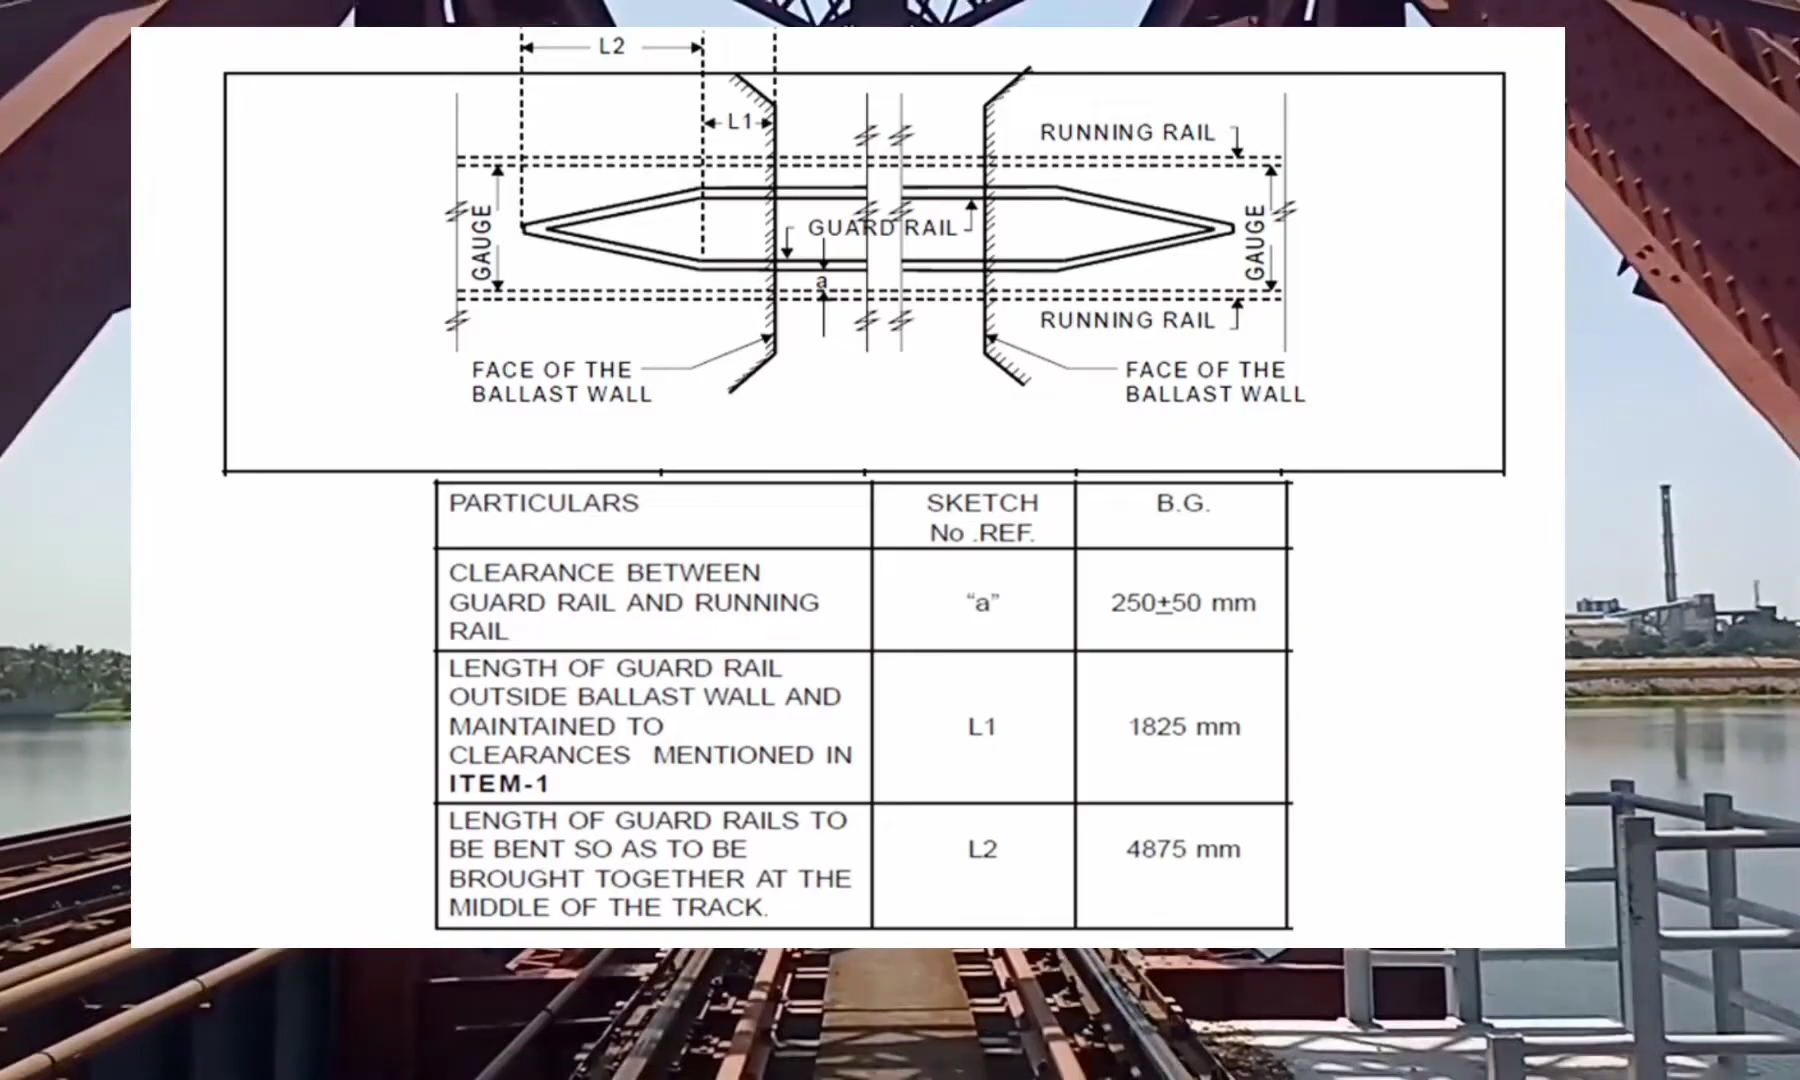 L2
L1
RUNNING RAIL
GAUGE
GUARD RAIL
GAUGE
a
RUNNING RAIL
FACE OF THE
BALLAST WALL
FACE OF THE
BALLAST WALL
PARTICULARS
SKETCH
No .REF.
B.G.
CLEARANCE BETWEEN
GUARD RAIL AND RUNNING
RAIL
“a”
250±50 mm
LENGTH OF GUARD RAIL
OUTSIDE BALLAST WALL AND
MAINTAINED TO
CLEARANCES MENTIONED IN
ITEM-1
L1
1825 mm
LENGTH OF GUARD RAILS TO
BE BENT SO AS TO BE
BROUGHT TOGETHER AT THE
MIDDLE OF THE TRACK.
L2
4875 mm